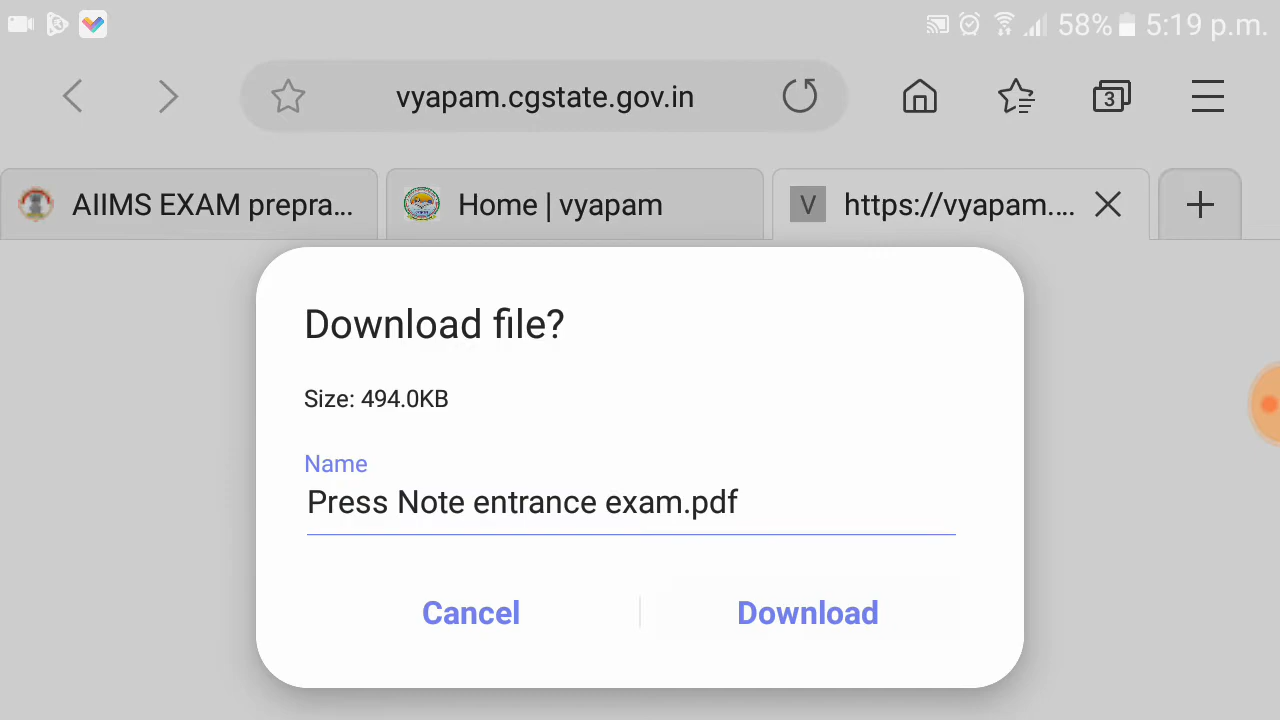 58% 5:19 p.m.
vyapam.cgstate.gov.in
3
AIIMS EXAM prepra...
Home | vyapam
V https://vyapam....
Download file?
Size: 494.0KB
Name
Press Note entrance exam.pdf
Cancel
Download